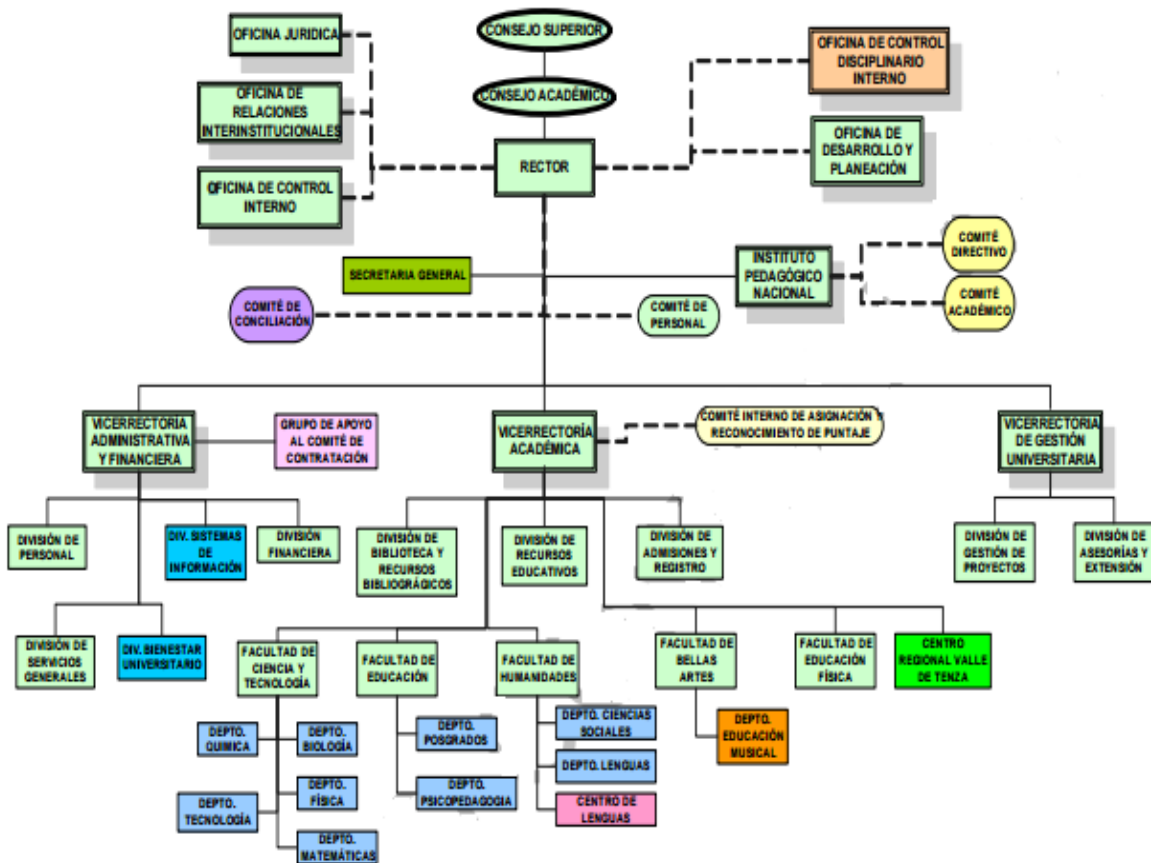 CONSEJO SUPERIOR
CONSEJO ACADÉMICO
RECTOR
OFICINA JURIDICA
OFICINA DE
RELACIONES
INTERINSTITUCIONALES
OFICINA DE CONTROL
INTERNO
OFICINA DE CONTROL
DISCIPLINARIO
INTERNO
OFICINA DE
DESARROLLO Y
PLANEACIÓN
SECRETARIA GENERAL
INSTITUTO
PEDAGÓGICO
NACIONAL
COMITÉ
DIRECTIVO
COMITÉ
ACADÉMICO
COMITÉ DE
CONCILIACIÓN
COMITÉ DE
PERSONAL
VICERRECTORÍA
ADMINISTRATIVA
Y FINANCIERA
GRUPO DE APOYO
AL COMITÉ DE
CONTRATACIÓN
VICERRECTORÍA
ACADÉMICA
COMITÉ INTERNO DE ASIGNACIÓN Y
RECONOCIMIENTO DE PUNTAJE
VICERRECTORIA
DE GESTIÓN
UNIVERSITARIA
DIVISIÓN DE
PERSONAL
DIV. SISTEMAS
DE
INFORMACIÓN
DIVISIÓN
FINANCIERA
DIVISIÓN DE
BIBLIOTECA Y
RECURSOS
BIBLIOGRÁGICOS
DIVISIÓN DE
RECURSOS
EDUCATIVOS
DIVISIÓN DE
ADMISIONES Y
REGISTRO
DIVISIÓN DE
GESTIÓN DE
PROYECTOS
DIVISIÓN DE
ASESORÍAS Y
EXTENSIÓN
DIVISIÓN DE
SERVICIOS
GENERALES
DIV. BIENESTAR
UNIVERSITARIO
FACULTAD DE
CIENCIA Y
TECNOLOGÍA
FACULTAD DE
EDUCACIÓN
FACULTAD DE
HUMANIDADES
FACULTAD DE
BELLAS
ARTES
FACULTAD DE
EDUCACIÓN
FÍSICA
CENTRO
REGIONAL VALLE
DE TENZA
DEPTO.
QUIMICA
DEPTO.
BIOLOGÍA
DEPTO.
FÍSICA
DEPTO.
TECNOLOGÍA
DEPTO.
MATEMÁTICAS
DEPTO.
POSGRADOS
DEPTO.
PSICOPEDAGOGIA
DEPTO. CIENCIAS
SOCIALES
DEPTO. LENGUAS
CENTRO DE
LENGUAS
DEPTO.
EDUCACIÓN
MUSICAL